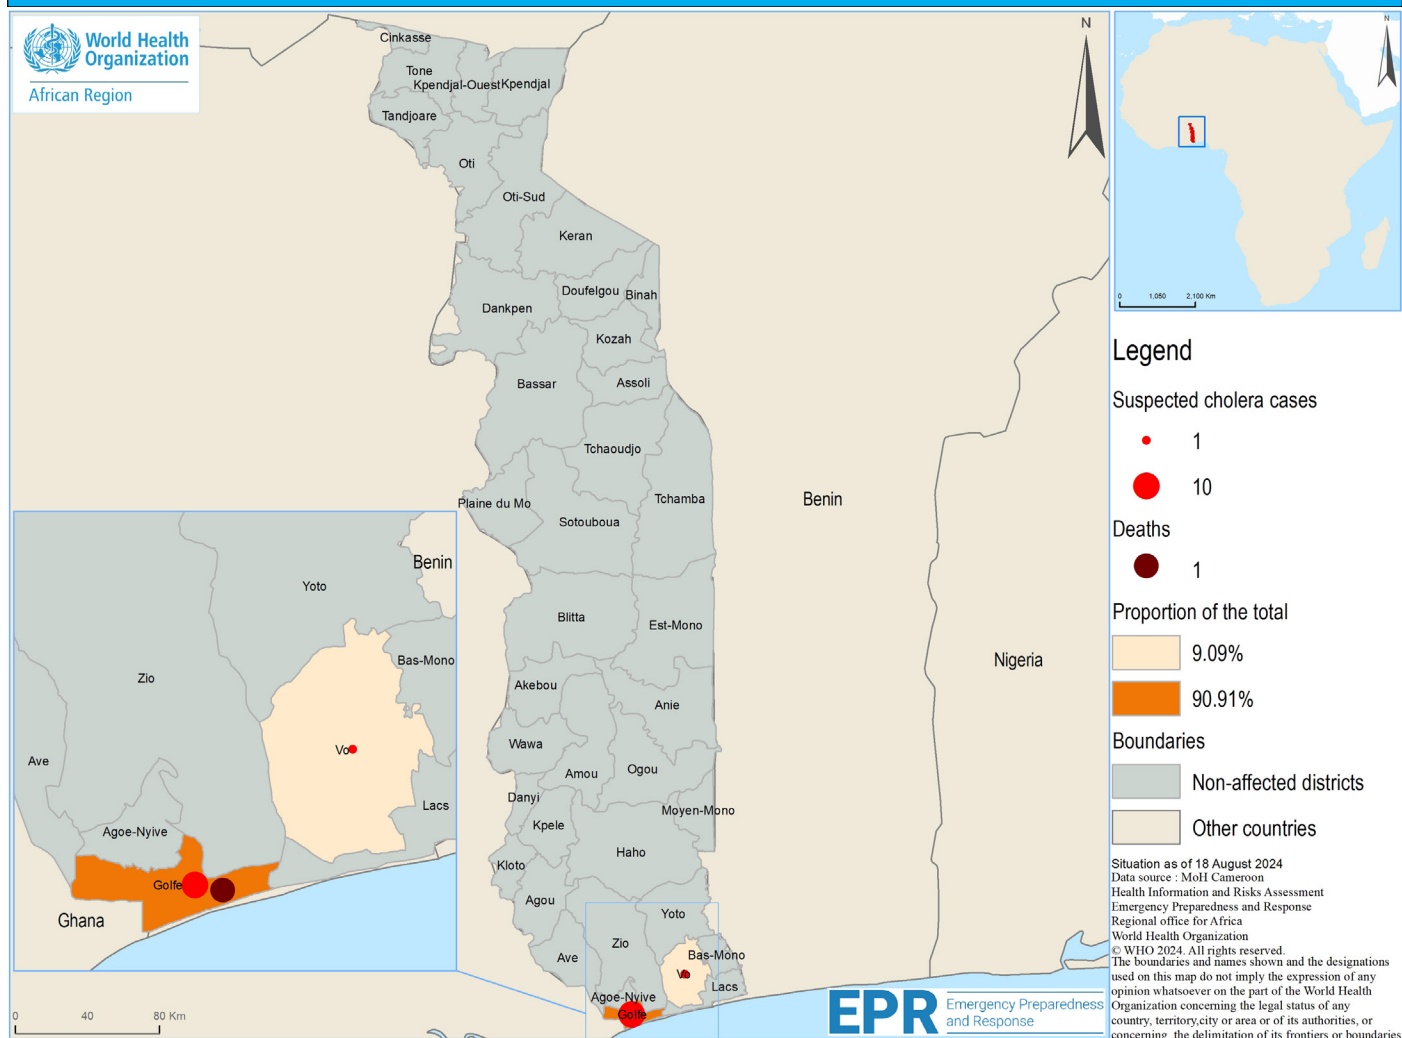 World Health
Organization
African Region
Cinkasse
Tone
Kpendjal-Ouest
Kpendjal
Tandjoare
Oti
Oti-Sud
Keran
Doufelgou
Binah
Dankpen
Kozah
Bassar
Assoli
Tchaoudjo
Plaine du Mo
Tchamba
Sotouboua
Blitta
Est-Mono
Akebou
Anie
Wawa
Amou
Ogou
Danyi
Moyen-Mono
Kpele
Haho
Kloto
Agou
Yoto
Zio
Ave
Bas-Mono
Vo
Lacs
Agoe-Nyive
Golfe
Benin
Nigeria
N
Benin
Yoto
Bas-Mono
Zio
Vo
Ave
Lacs
Agoe-Nyive
Golfe
Ghana
0 40 80 Km
EPR Emergency Preparedness
and Response
N
0 1,050 2,100 Km
Legend
Suspected cholera cases
1
10
Deaths
1
Proportion of the total
9.09%
90.91%
Boundaries
Non-affected districts
Other countries
Situation as of 18 August 2024
Data source : MoH Cameroon
Health Information and Risks Assessment
Emergency Preparedness and Response
Regional office for Africa
World Health Organization
© WHO 2024. All rights reserved.
The boundaries and names shown and the designations
used on this map do not imply the expression of any
opinion whatsoever on the part of the World Health
Organization concerning the legal status of any
country, territory,city or area or of its authorities, or
concerning the delimitation of its frontiers or boundaries